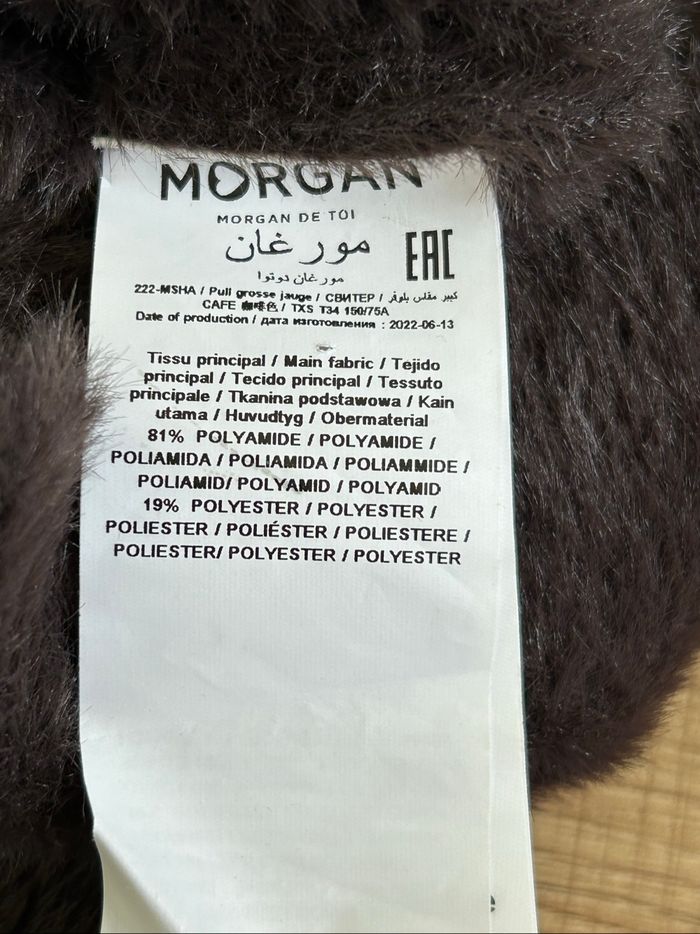 MORGAN
MORGAN DE TOI
مورغان
EAC
مورغان دوتوا
222-MSHA / Pull grosse jauge / СВИТЕР / كبير مقلس بلوفر
CAFE 咖啡色 / TXS T34 150/75A
Date of production / дата изготовления : 2022-06-13
Tissu principal / Main fabric / Tejido
principal / Tecido principal / Tessuto
principale / Tkanina podstawowa / Kain
utama / Huvudtyg / Obermaterial
81% POLYAMIDE / POLYAMIDE /
POLIAMIDA / POLIAMIDA / POLIAMMIDE /
POLIAMID/ POLYAMID / POLYAMID
19% POLYESTER / POLYESTER /
POLIESTER / POLIÉSTER / POLIESTERE /
POLIESTER/ POLYESTER / POLYESTER